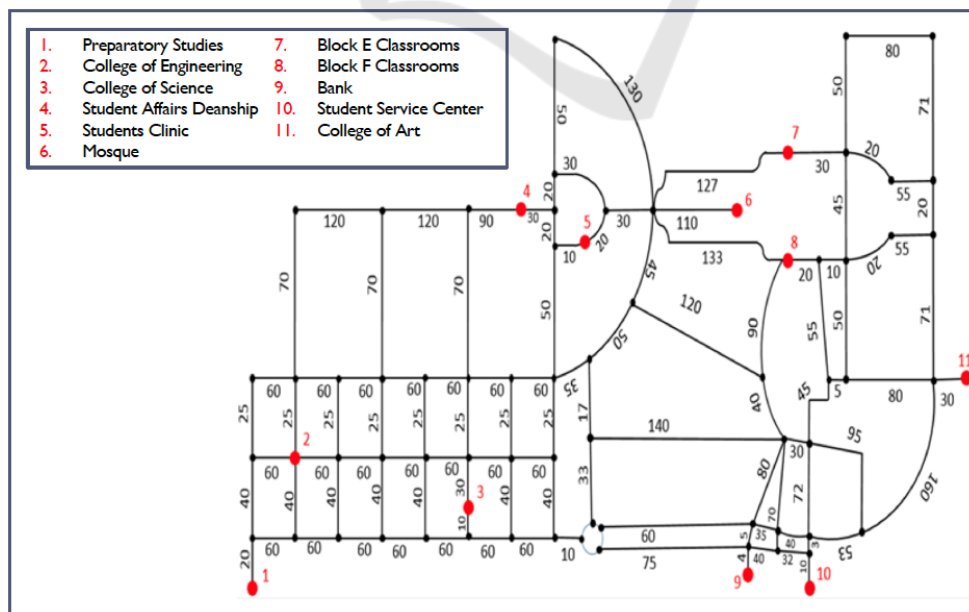 1. Preparatory Studies 7. Block E Classrooms
2. College of Engineering 8. Block F Classrooms
3. College of Science 9. Bank
4. Student Affairs Deanship 10. Student Service Center
5. Students Clinic 11. College of Art
6. Mosque
80
130
50 50 71
7
30 20
127 30 55
4 20 6 45 20
120 120 90 30 20 5 30 110
10 20 133 8 55
20 10 20
70 70 70 50 45 120 90 55 50 71
50
11
60 60 60 60 60 60 60 35 40 45 5 80 30
25 25 25 25 25 25 25 17
2 140 30 95
60 60 60 60 60 60 60 80
40 40 40 40 40 30 3 40 40 33 72 160
10 70
60 5 35 40 3
20 60 60 60 60 60 60 60 10 75 4 40 32 10 53
1 9 10